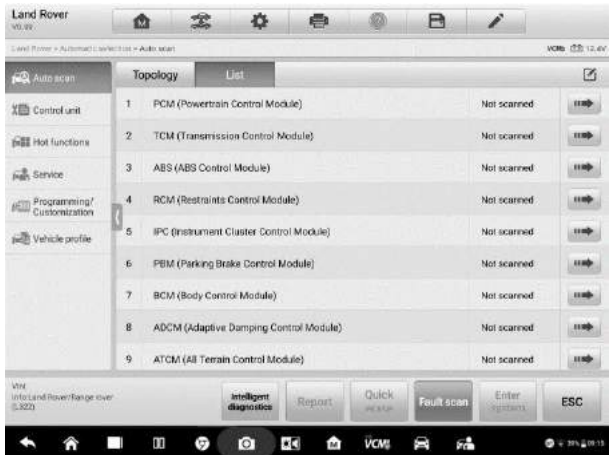 Land Rover
Land Rover > Automatic selection > Auto scan
VCMI 12.4V
Auto scan
Control unit
Hot functions
Service
Programming/
Customization
Vehicle profile
Topology List
1 PCM (Powertrain Control Module) Not scanned
2 TCM (Transmission Control Module) Not scanned
3 ABS (ABS Control Module) Not scanned
4 RCM (Restraints Control Module) Not scanned
5 IPC (Instrument Cluster Control Module) Not scanned
6 PBM (Parking Brake Control Module) Not scanned
7 BCM (Body Control Module) Not scanned
8 ADCM (Adaptive Damping Control Module) Not scanned
9 ATCM (All Terrain Control Module) Not scanned
VIN
Info:Land Rover/Range rover
(L322)
Intelligent
diagnostics
Report
Quick
Fault scan
Enter
system
ESC
VCMI
39% 09:15